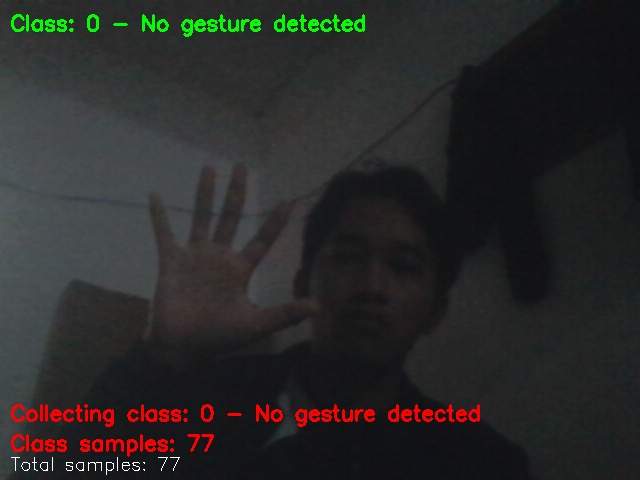 Class: 0 - No gesture detected
Collecting class: 0 - No gesture detected
Class samples: 77
Total samples: 77